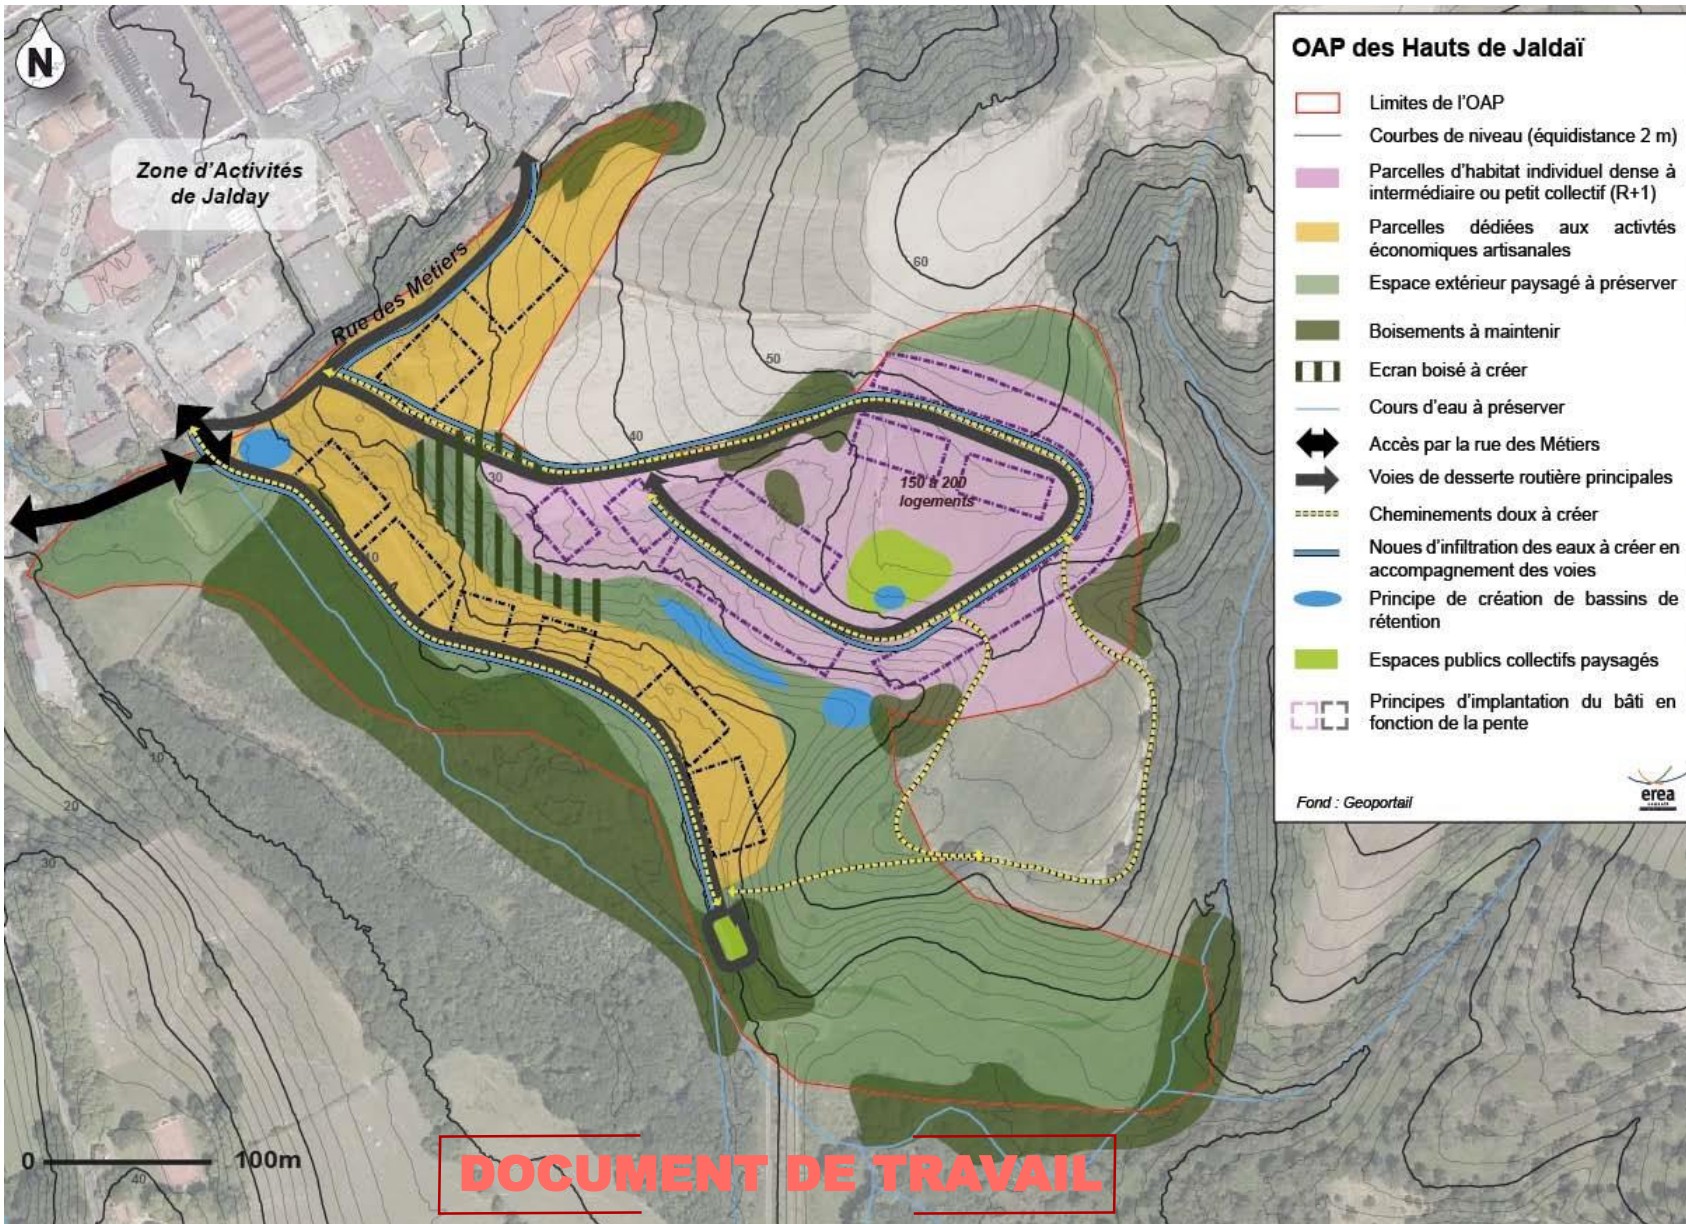 N
Zone d'Activités
de Jalday
Rue des Métiers
60
50
40
30
150 à 200
logements
10
10
20
30
40
0
100m
DOCUMENT DE TRAVAIL
OAP des Hauts de Jaldaï
Limites de l'OAP
Courbes de niveau (équidistance 2 m)
Parcelles d'habitat individuel dense à
intermédiaire ou petit collectif (R+1)
Parcelles dédiées aux activtés
économiques artisanales
Espace extérieur paysagé à préserver
Boisements à maintenir
Ecran boisé à créer
Cours d'eau à préserver
Accès par la rue des Métiers
Voies de desserte routière principales
Cheminements doux à créer
Noues d'infiltration des eaux à créer en
accompagnement des voies
Principe de création de bassins de
rétention
Espaces publics collectifs paysagés
Principes d'implantation du bâti en
fonction de la pente
Fond : Geoportail
erea